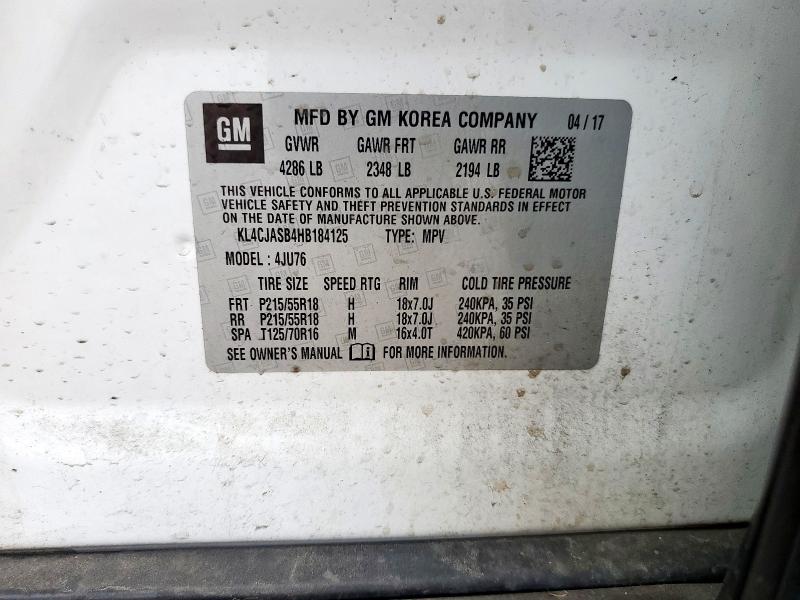 GM MFD BY GM KOREA COMPANY 04 / 17
GVWR GAWR FRT GAWR RR
4286 LB 2348 LB 2194 LB
THIS VEHICLE CONFORMS TO ALL APPLICABLE U.S. FEDERAL MOTOR
VEHICLE SAFETY AND THEFT PREVENTION STANDARDS IN EFFECT
ON THE DATE OF MANUFACTURE SHOWN ABOVE.
KL4CJASB4HB184125 TYPE: MPV
MODEL : 4JU76
TIRE SIZE SPEED RTG RIM COLD TIRE PRESSURE
FRT P215/55R18 H 18x7.0J 240KPA, 35 PSI
RR P215/55R18 H 18x7.0J 240KPA, 35 PSI
SPA T125/70R16 M 16x4.0T 420KPA, 60 PSI
SEE OWNER'S MANUAL FOR MORE INFORMATION.